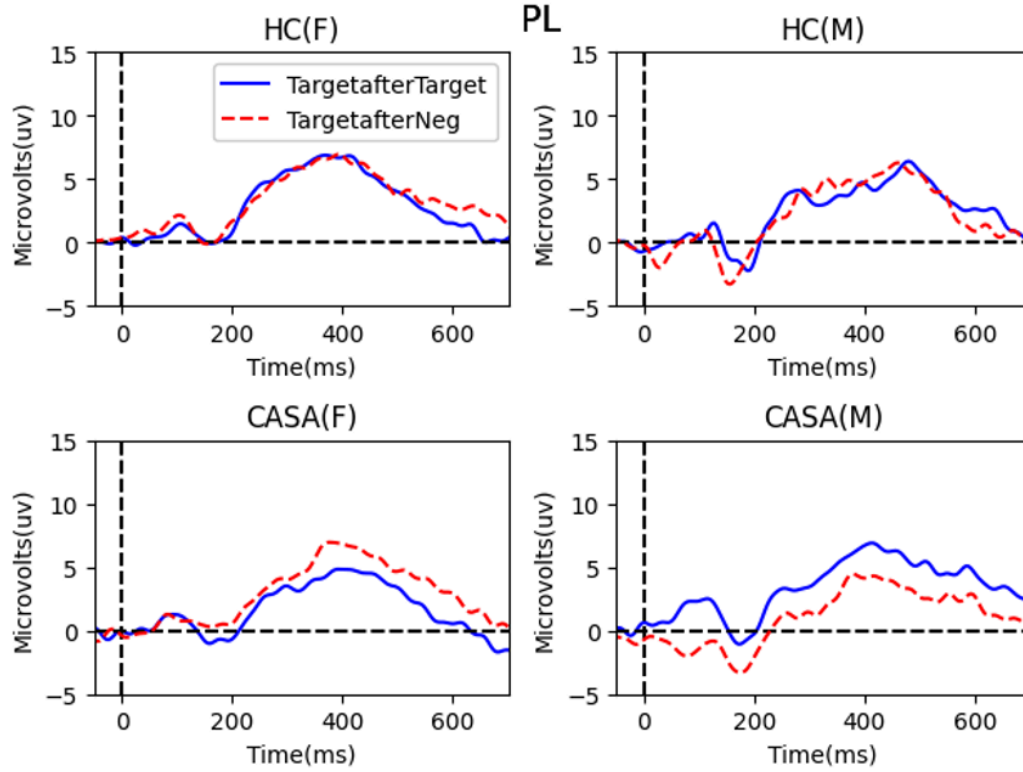 PL
HC(F)
15
10
5
0
−5
Microvolts(uv)
TargetafterTarget
TargetafterNeg
0
200
400
600
Time(ms)
HC(M)
15
10
5
0
−5
Microvolts(uv)
0
200
400
600
Time(ms)
CASA(F)
15
10
5
0
−5
Microvolts(uv)
0
200
400
600
Time(ms)
CASA(M)
15
10
5
0
−5
Microvolts(uv)
0
200
400
600
Time(ms)